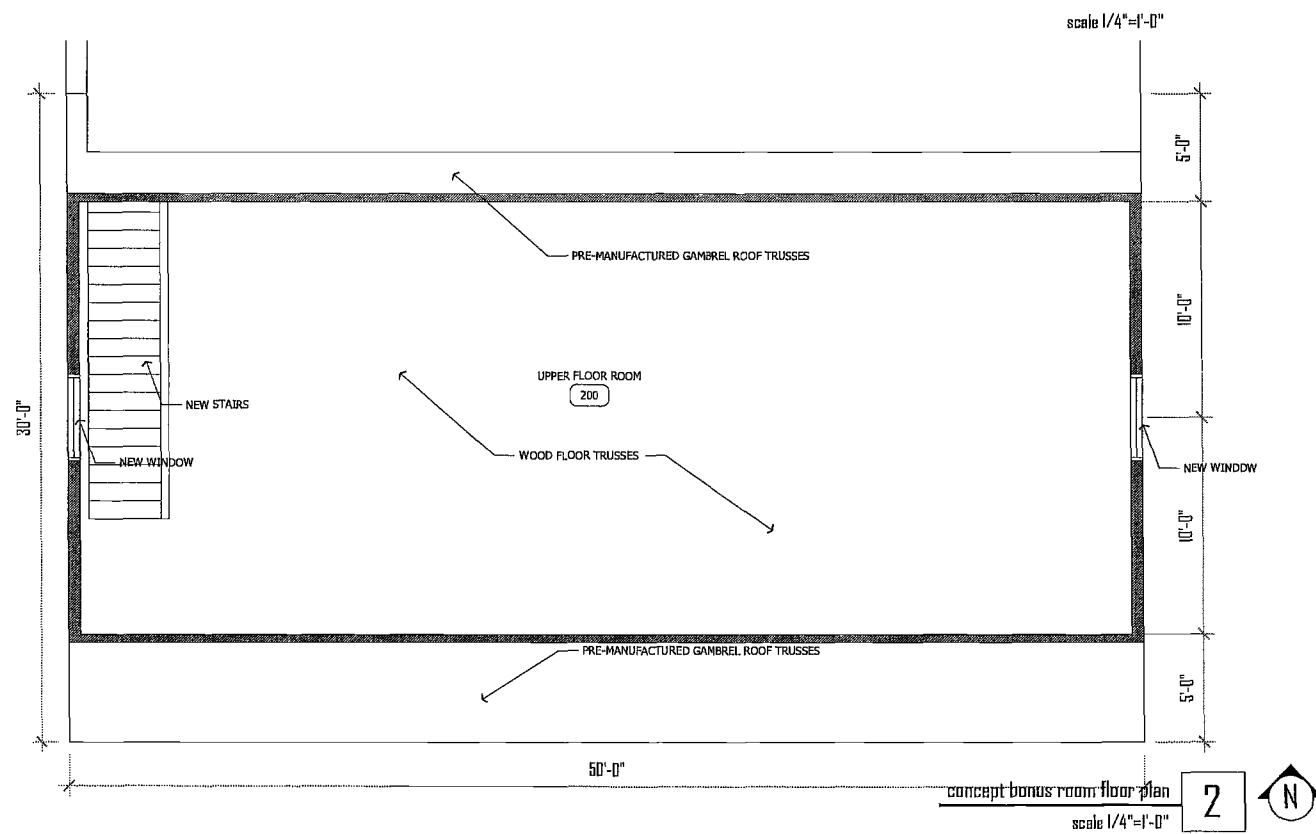 scale 1/4"=1'-0"
5'-0"
PRE-MANUFACTURED GAMBREL ROOF TRUSSES
10'-0"
UPPER FLOOR ROOM
200
30'-0"
NEW STAIRS
WOOD FLOOR TRUSSES
NEW WINDOW
NEW WINDOW
10'-0"
PRE-MANUFACTURED GAMBREL ROOF TRUSSES
5'-0"
50'-0"
concept bonus room floor plan
2
N
scale 1/4"=1'-0"